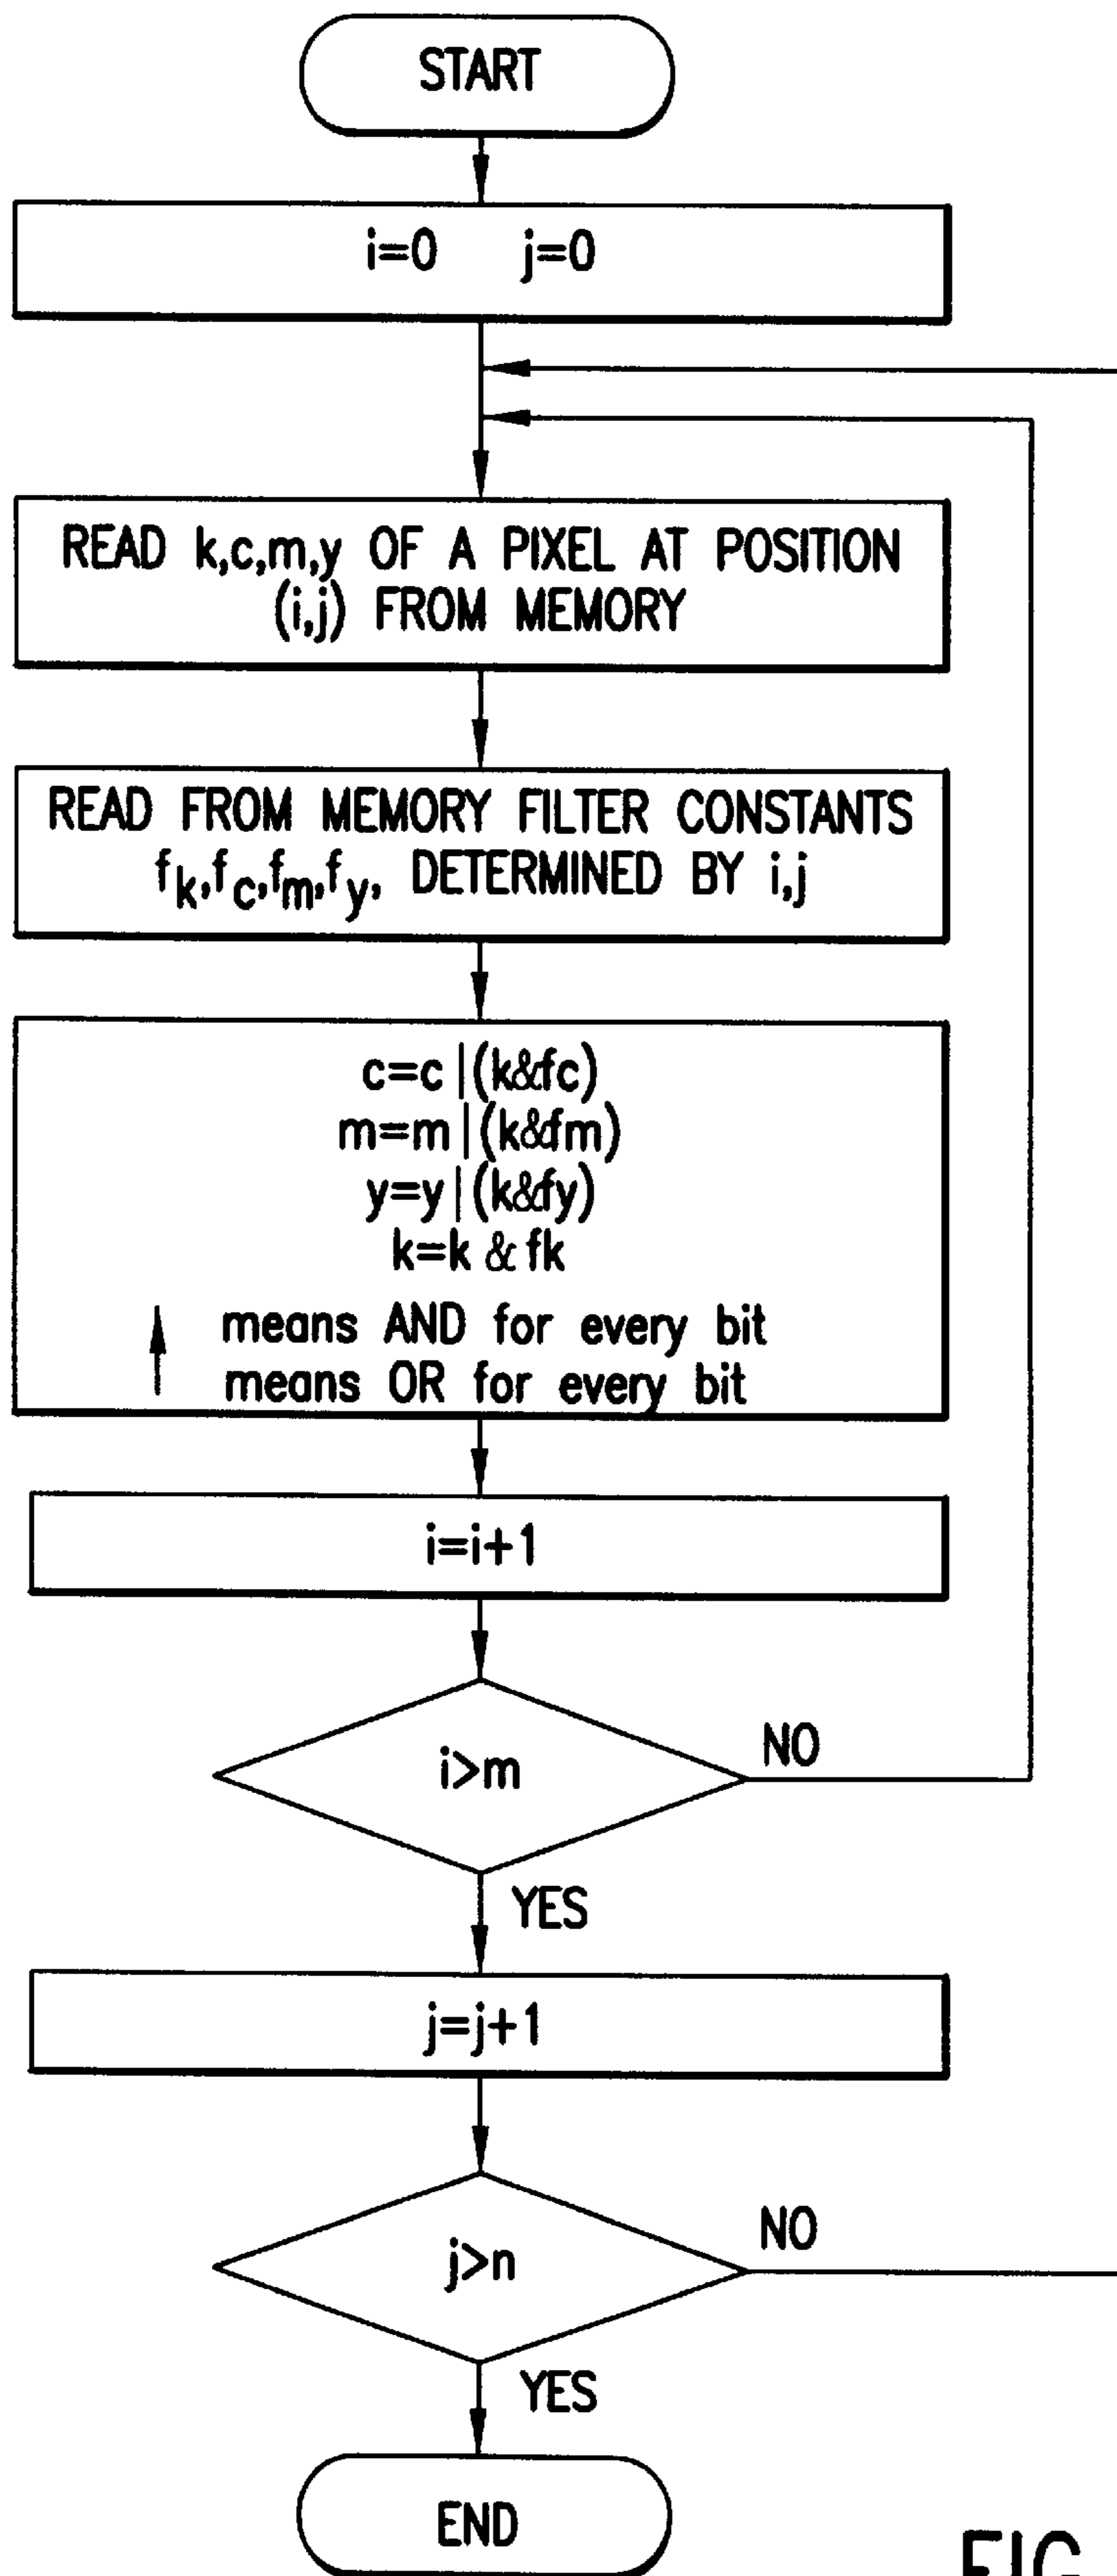 START
i=0 j=0
READ k,c,m,y OF A PIXEL AT POSITION
(i,j) FROM MEMORY
READ FROM MEMORY FILTER CONSTANTS
fk,fc,fm,fy, DETERMINED BY i,j
c=c|(k&fc)
m=m|(k&fm)
y=y|(k&fy)
k=k & fk
means AND for every bit
means OR for every bit
i=i+1
i>m
NO
YES
j=j+1
j>n
NO
YES
END
FIG